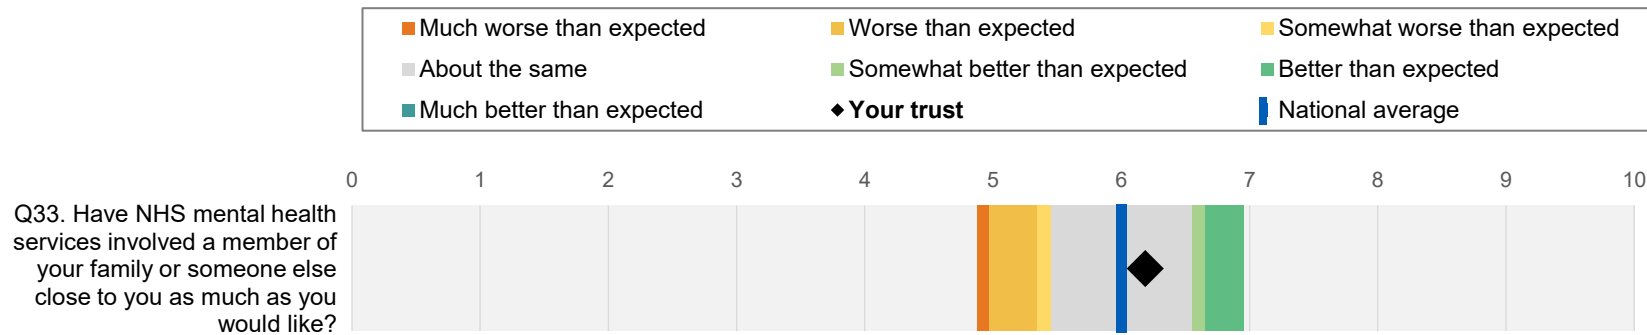 Much worse than expected
Worse than expected
Somewhat worse than expected
About the same
Somewhat better than expected
Better than expected
Much better than expected
Your trust
National average
0 1 2 3 4 5 6 7 8 9 10
Q33. Have NHS mental health
services involved a member of
your family or someone else
close to you as much as you
would like?